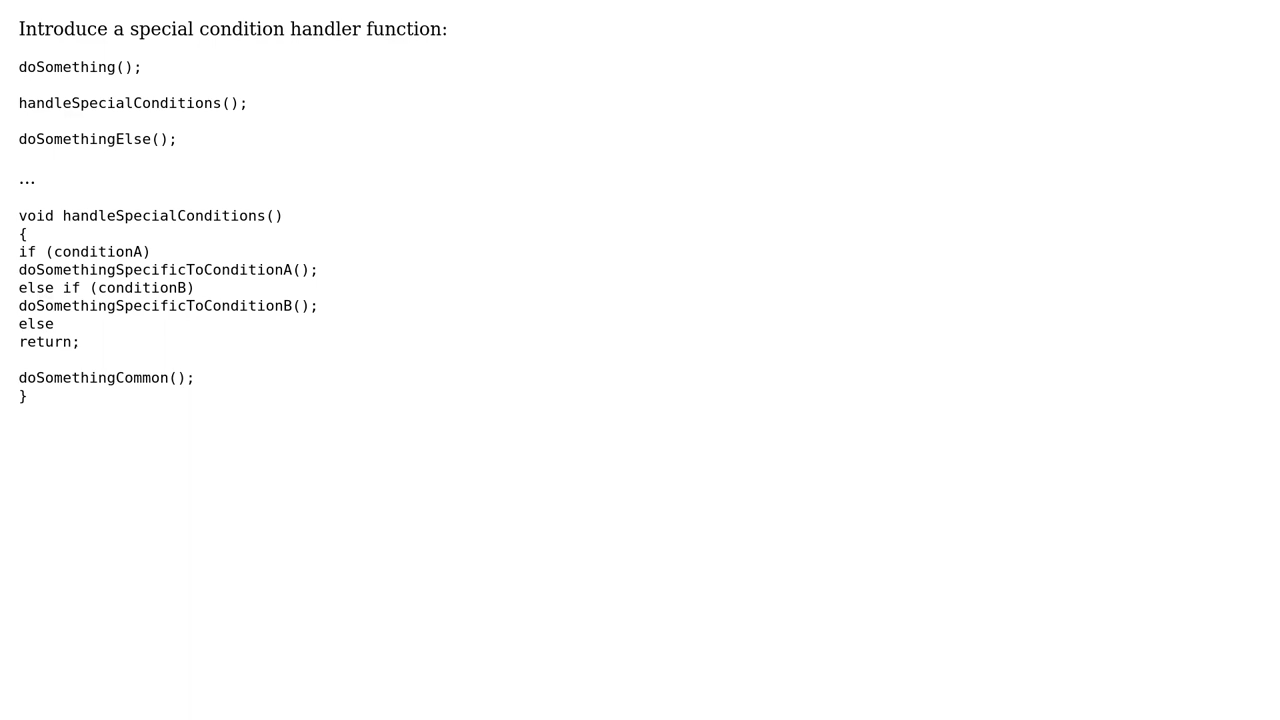 Introduce a special condition handler function:
doSomething();
handleSpecialConditions();
doSomethingElse();
...
void handleSpecialConditions()
{
if (conditionA)
doSomethingSpecificToConditionA();
else if (conditionB)
doSomethingSpecificToConditionB();
else
return;
doSomethingCommon();
}